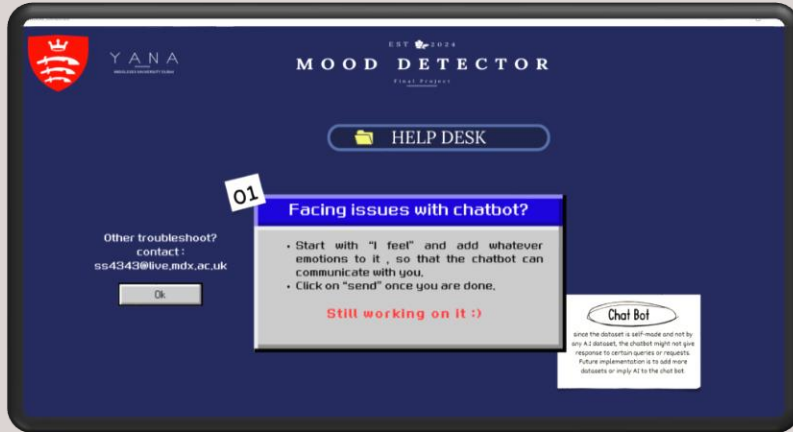 YANA
MIDDLESEX UNIVERSITY DUBAI
EST 2024
MOOD DETECTOR
Final Project
HELP DESK
01
Facing issues with chatbot?
• Start with “I feel” and add whatever
emotions to it , so that the chatbot can
communicate with you.
• Click on “send” once you are done.
Still working on it :)
Other troubleshoot?
contact :
ss4343@live.mdx.ac.uk
Ok
Chat Bot
since the dataset is self-made and not by
any A.I dataset, the chatbot might not give
response to certain queries or requests.
Future implementation is to add more
datasets or imply AI to the chat bot.